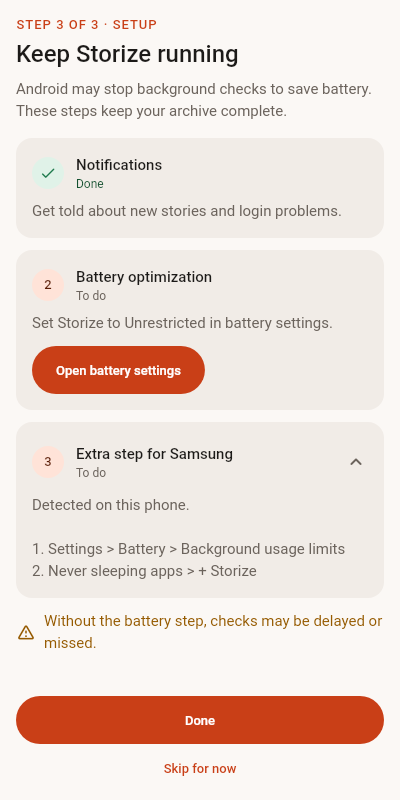 STEP 3 OF 3 · SETUP
Keep Storize running
Android may stop background checks to save battery.
These steps keep your archive complete.
Notifications
Done
Get told about new stories and login problems.
2
Battery optimization
To do
Set Storize to Unrestricted in battery settings.
Open battery settings
3
Extra step for Samsung
To do
Detected on this phone.
1. Settings > Battery > Background usage limits
2. Never sleeping apps > + Storize
Without the battery step, checks may be delayed or
missed.
Done
Skip for now